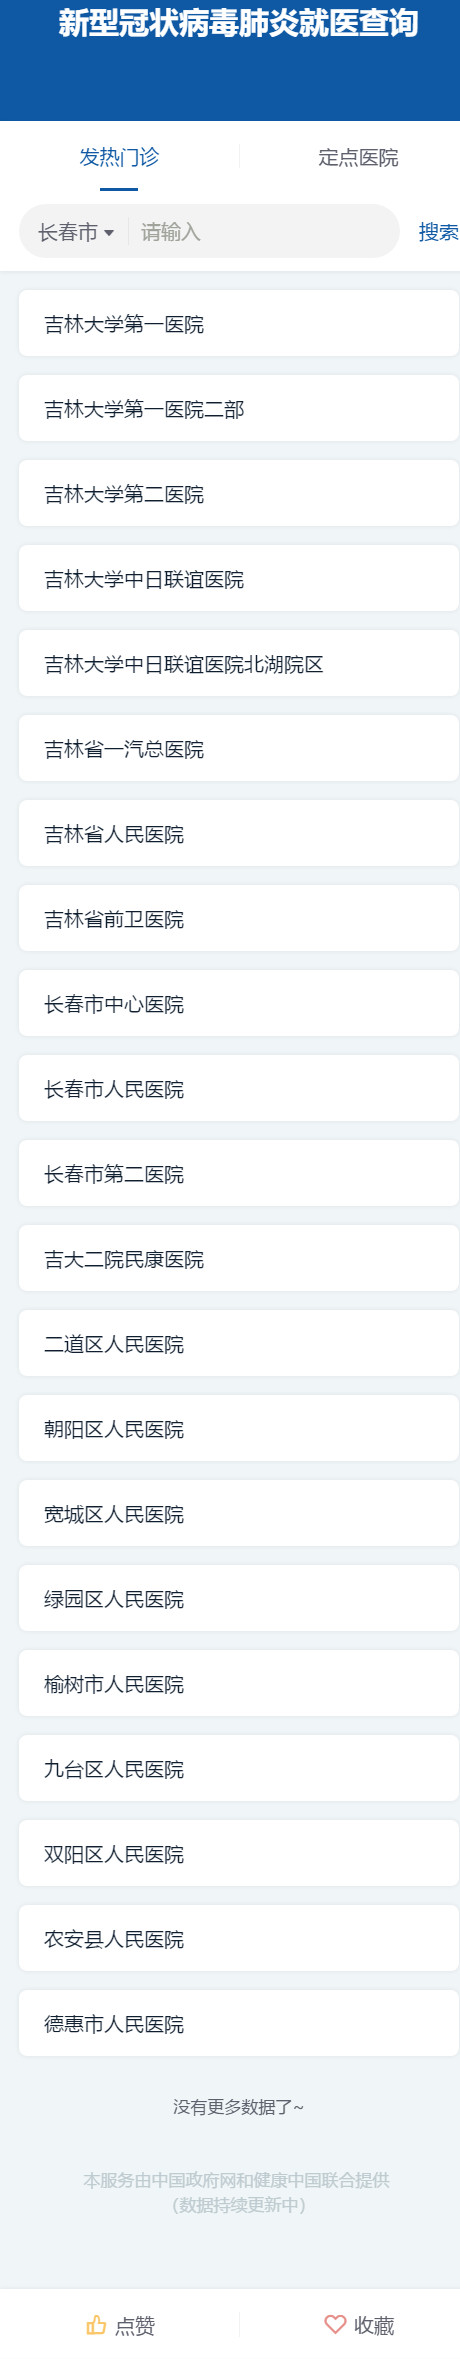 新型冠状病毒肺炎就医查询
发热门诊
定点医院
长春市 请输入 搜索
吉林大学第一医院
吉林大学第一医院二部
吉林大学第二医院
吉林大学中日联谊医院
吉林大学中日联谊医院北湖院区
吉林省一汽总医院
吉林省人民医院
吉林省前卫医院
长春市中心医院
长春市人民医院
长春市第二医院
吉大二院民康医院
二道区人民医院
朝阳区人民医院
宽城区人民医院
绿园区人民医院
榆树市人民医院
九台区人民医院
双阳区人民医院
农安县人民医院
德惠市人民医院
没有更多数据了~
本服务由中国政府网和健康中国联合提供
（数据持续更新中）
点赞
收藏